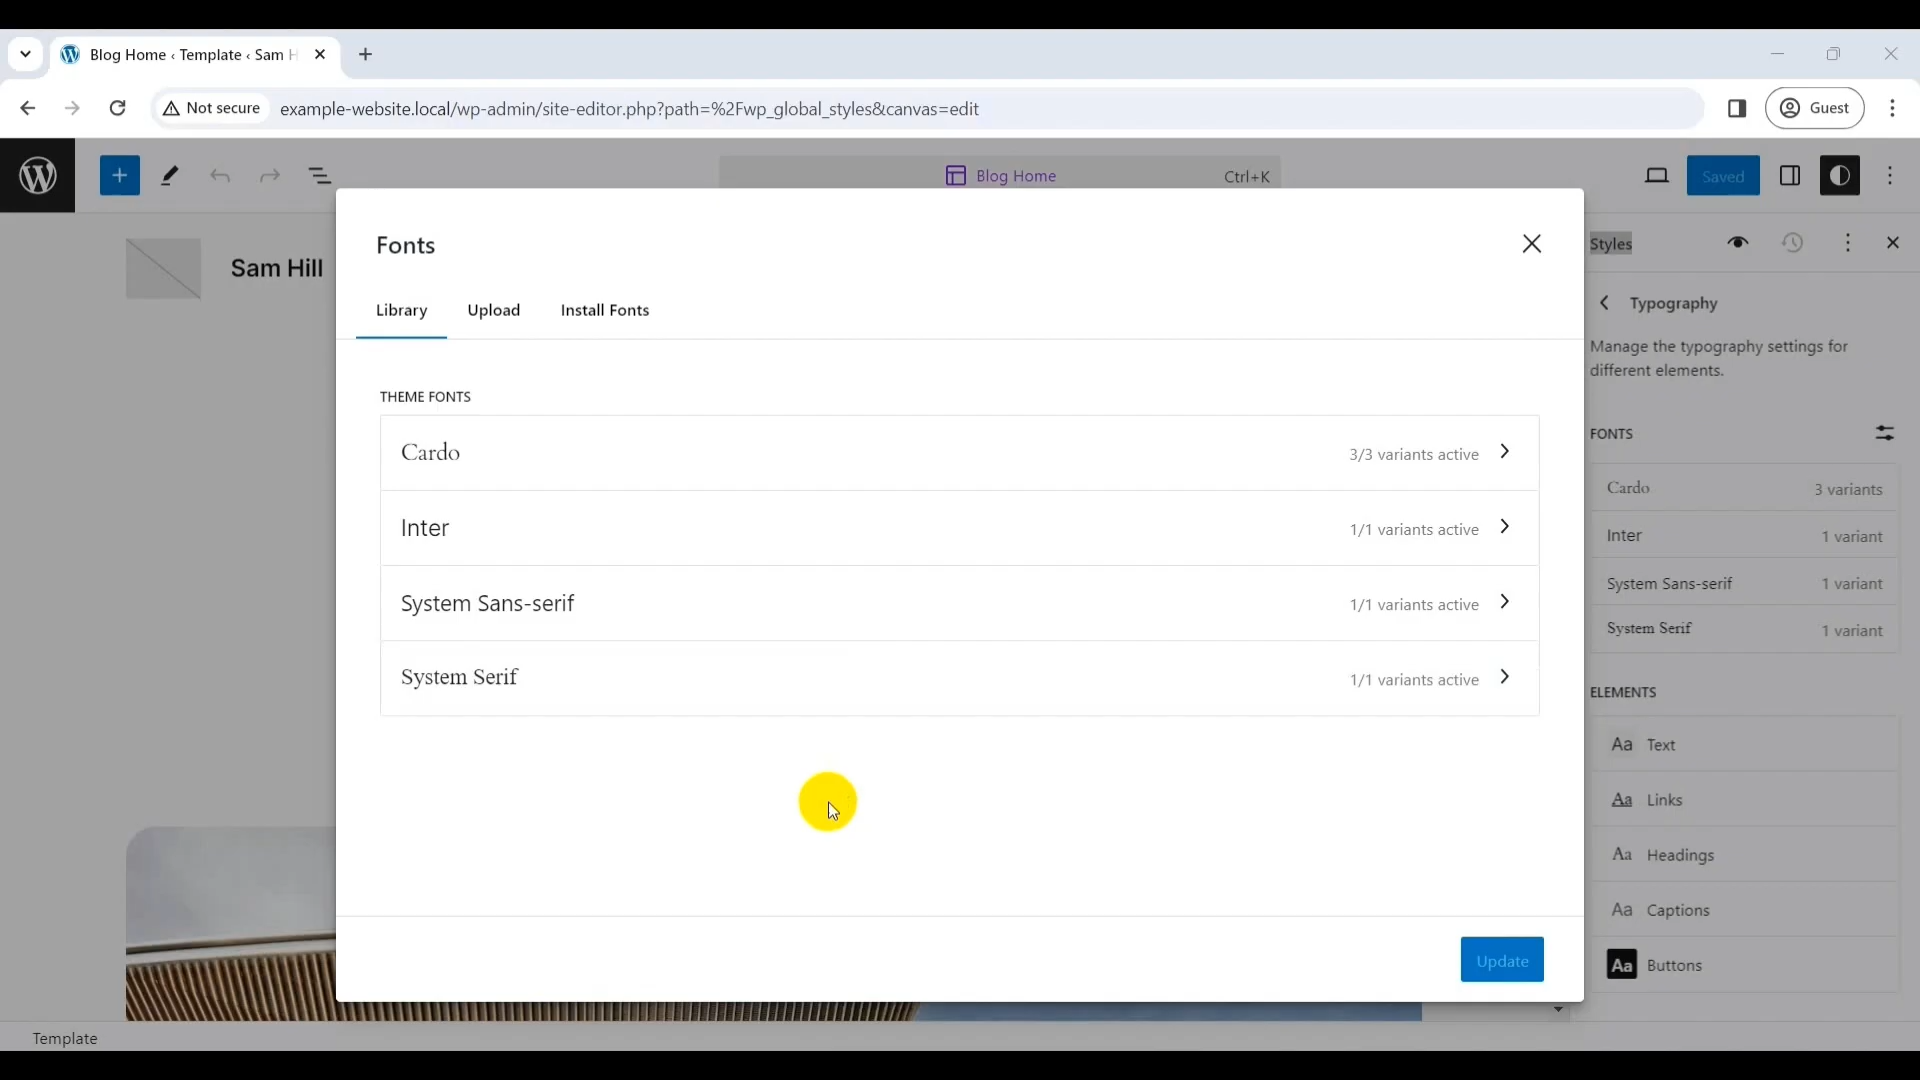 Blog Home ‹ Template ‹ Sam H
Not secure
example-website.local/wp-admin/site-editor.php?path=%2Fwp_global_styles&canvas=edit
Guest
Blog Home
Ctrl+K
Saved
Sam Hill
Fonts
Library
Upload
Install Fonts
THEME FONTS
Cardo
3/3 variants active
Inter
1/1 variants active
System Sans-serif
1/1 variants active
System Serif
1/1 variants active
Update
Styles
Typography
Manage the typography settings for
different elements.
FONTS
Cardo
3 variants
Inter
1 variant
System Sans-serif
1 variant
System Serif
1 variant
ELEMENTS
Aa Text
Aa Links
Aa Headings
Aa Captions
Aa Buttons
Template